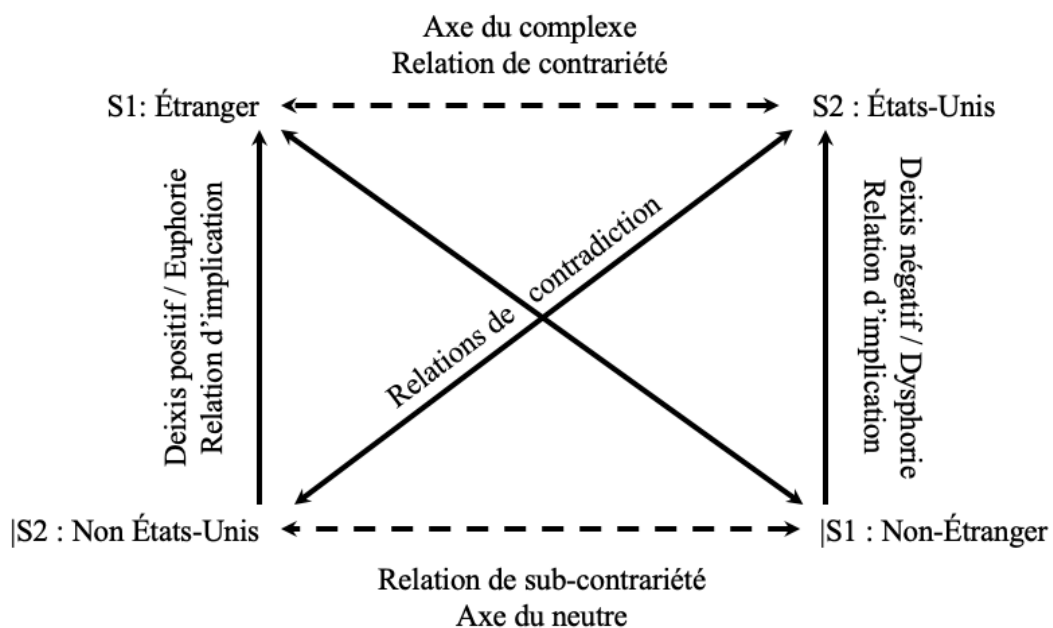 Axe du complexe
Relation de contrariété
S1: Étranger
S2 : États-Unis
Deixis positif / Euphorie
Relation d’implication
Relations de contradiction
Deixis négatif / Dysphorie
Relation d’implication
|S2 : Non États-Unis
|S1 : Non-Étranger
Relation de sub-contrariété
Axe du neutre